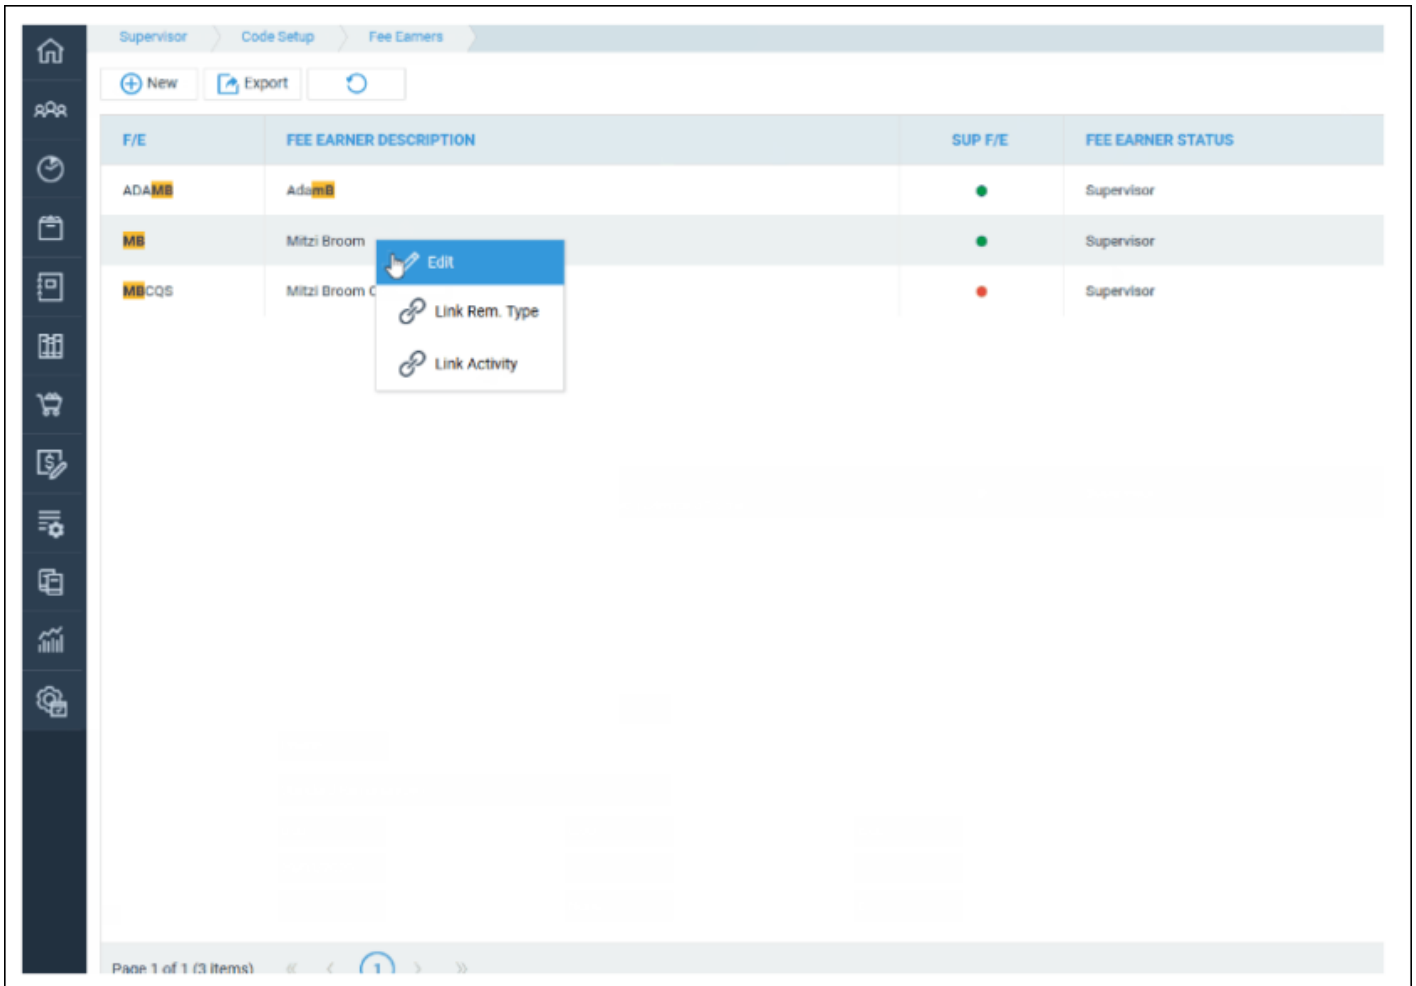 Supervisor Code Setup Fee Earners
New Export
F/E FEE EARNER DESCRIPTION SUP F/E FEE EARNER STATUS
ADAMB AdamB Supervisor
MB Mitzi Broom Supervisor
Edit
MBCQS Mitzi Broom C Supervisor
Link Rem. Type
Link Activity
Page 1 of 1 (3 items) « ‹ 1 › »